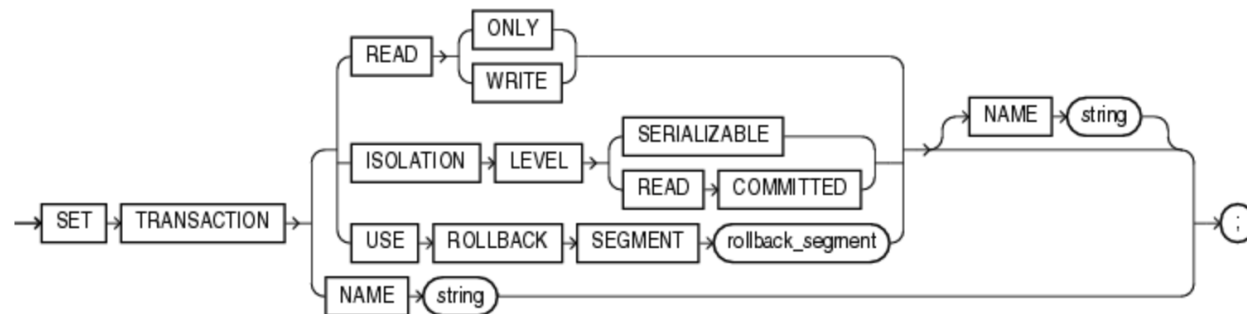 ONLY
READ
WRITE
NAME string
SERIALIZABLE
ISOLATION LEVEL
READ COMMITTED
SET TRANSACTION
USE ROLLBACK SEGMENT rollback_segment
;
NAME string